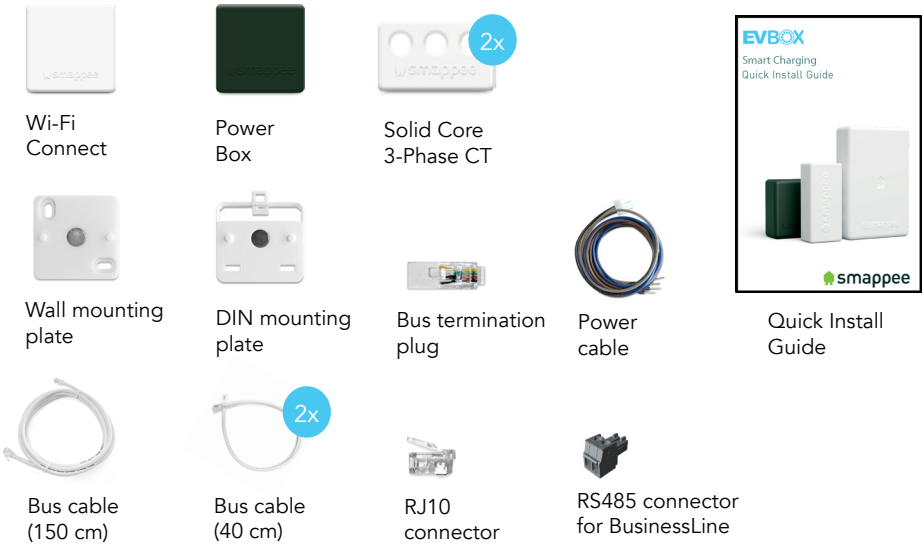 smappee
smappee
smappee
2x
Wi-Fi
Connect
Power
Box
Solid Core
3-Phase CT
EVBOX
Smart Charging
Quick Install Guide
smappee
smappee
Wall mounting
plate
DIN mounting
plate
Bus termination
plug
Power
cable
Quick Install
Guide
2x
Bus cable
(150 cm)
Bus cable
(40 cm)
RJ10
connector
RS485 connector
for BusinessLine